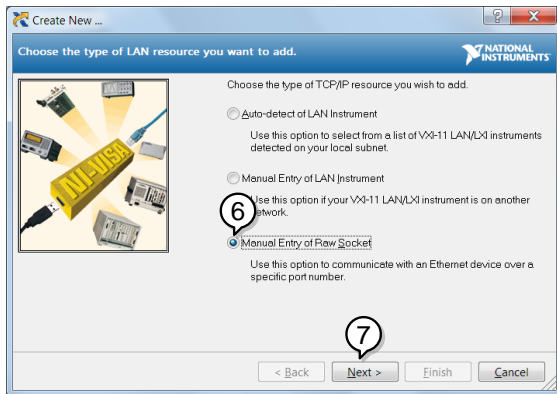 Create New ...
Choose the type of LAN resource you want to add.
NATIONAL
INSTRUMENTS
Choose the type of TCP/IP resource you wish to add.
Auto-detect of LAN Instrument
Use this option to select from a list of VXI-11 LAN/LXI instruments
detected on your local subnet.
Manual Entry of LAN Instrument
Use this option if your VXI-11 LAN/LXI instrument is on another
network.
6
Manual Entry of Raw Socket
Use this option to communicate with an Ethernet device over a
specific port number.
NI-VISA
7
< Back
Next >
Finish
Cancel